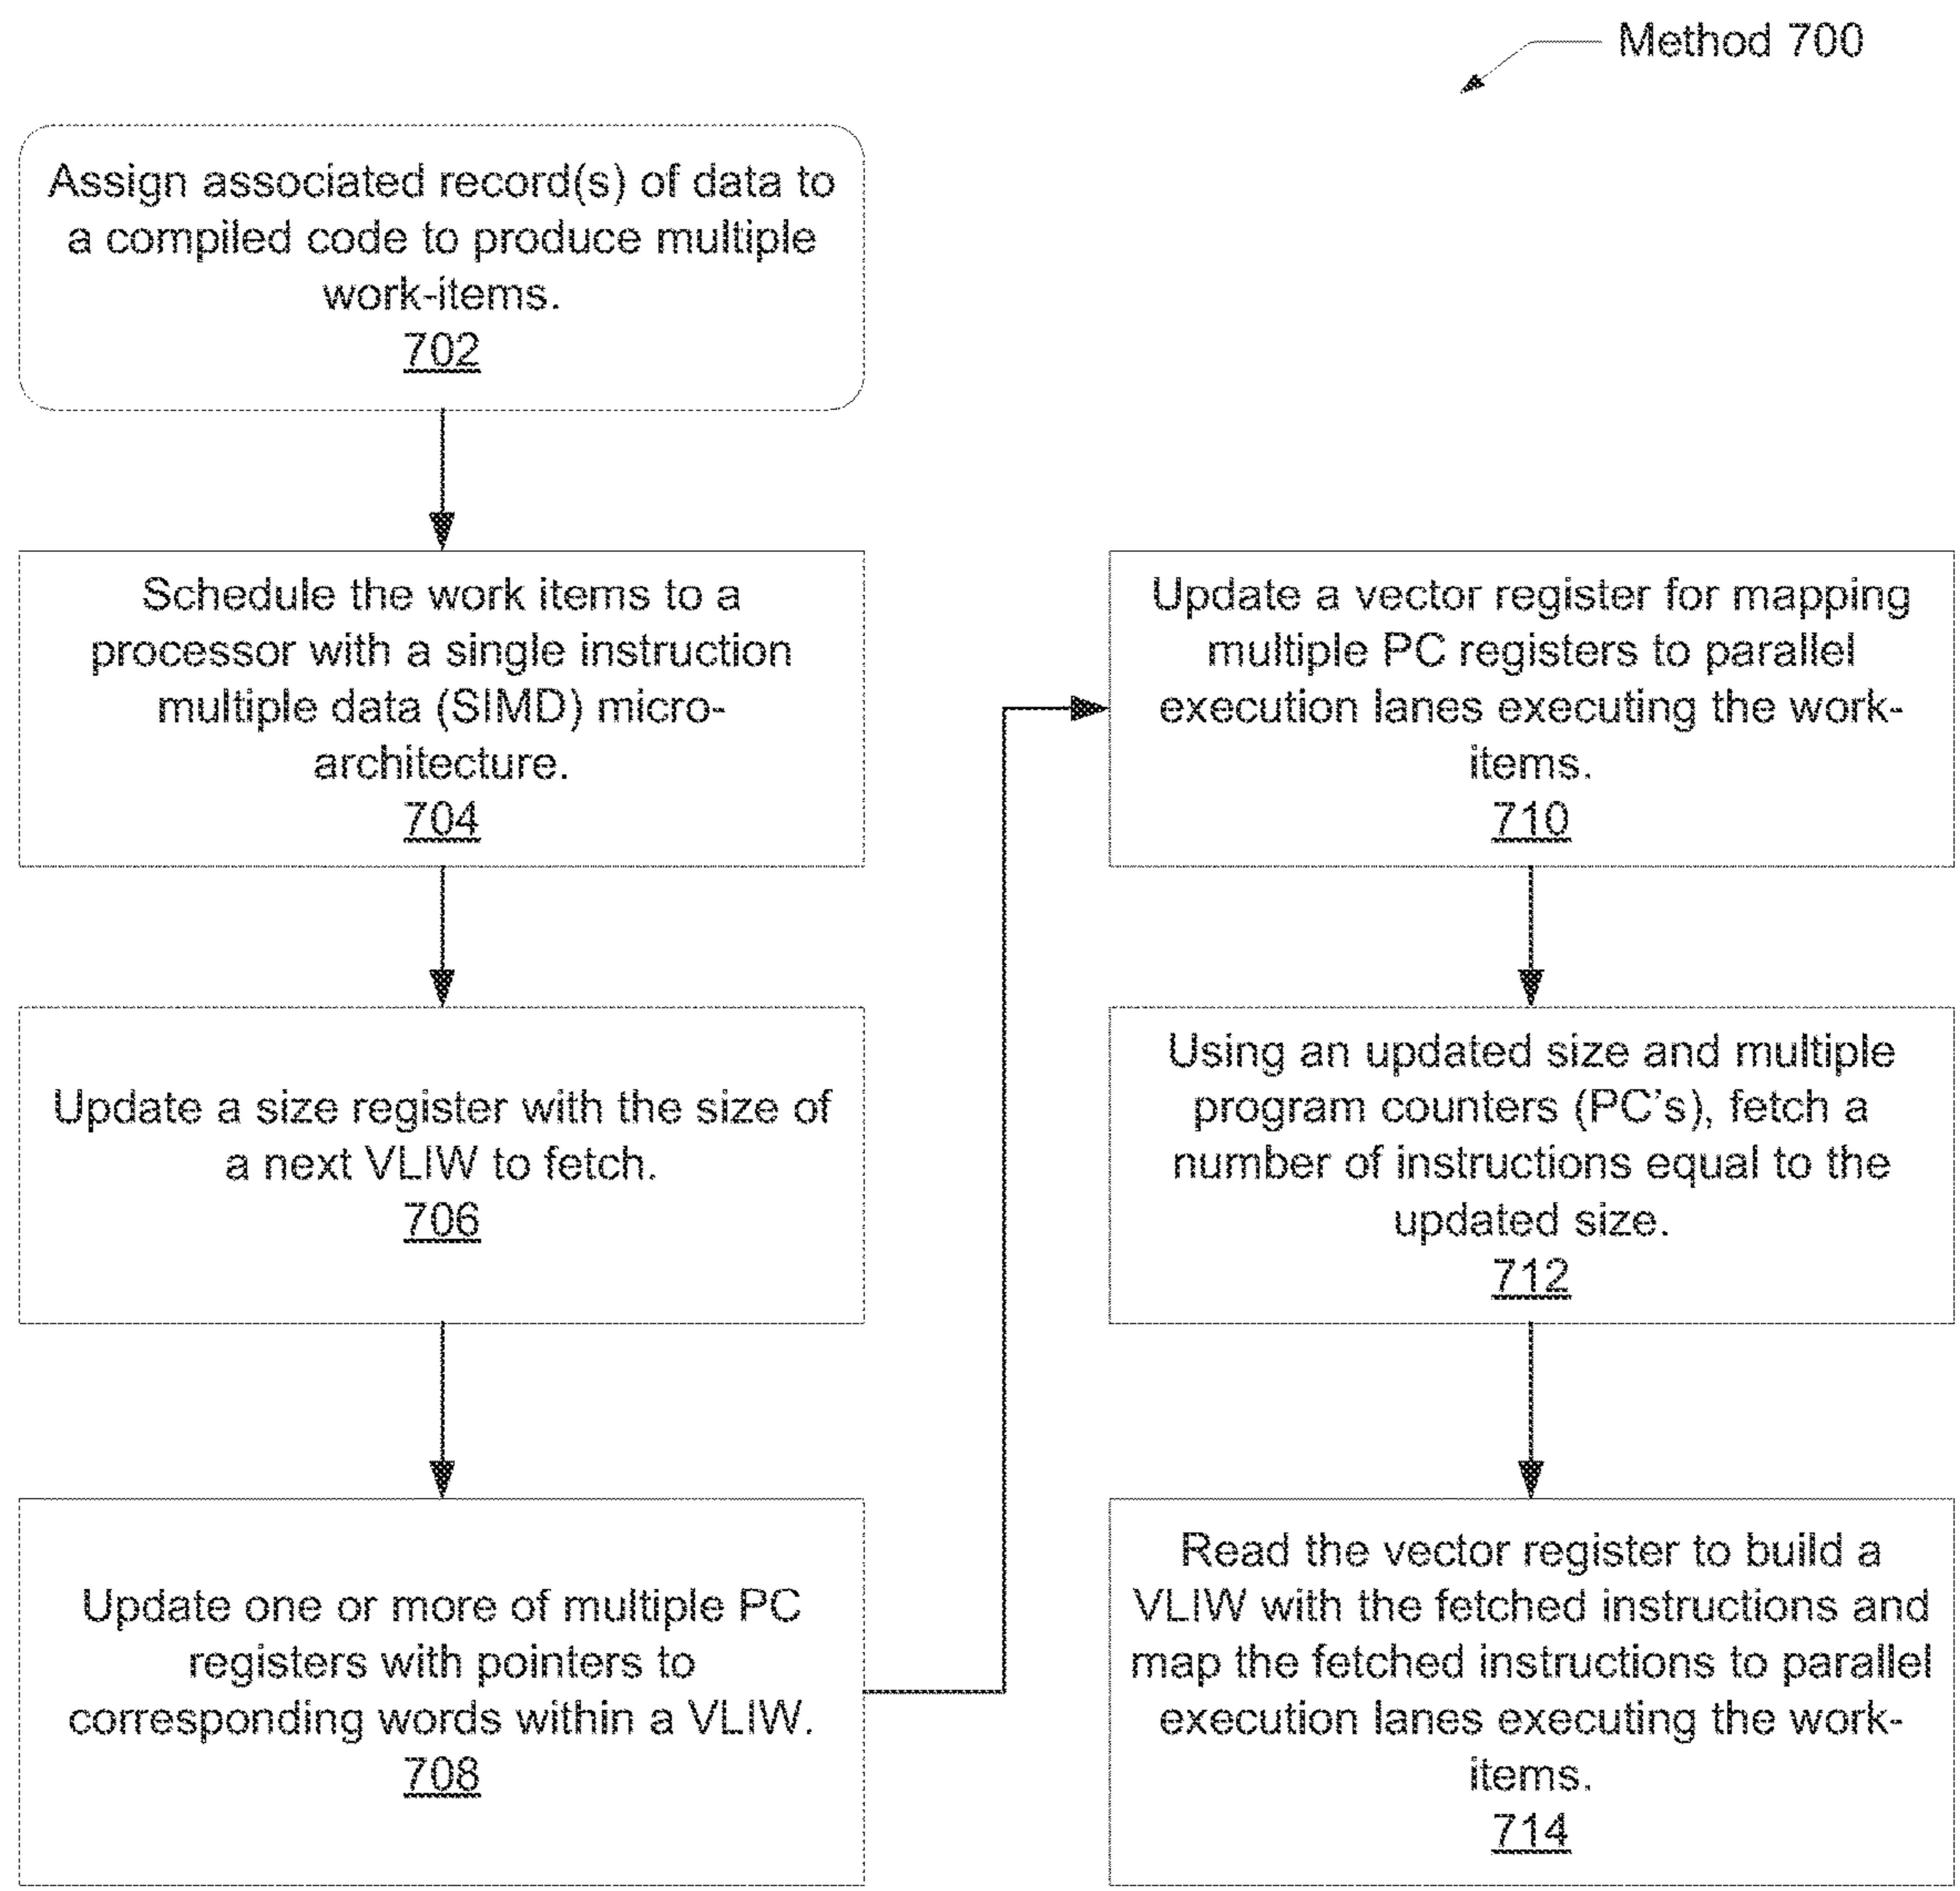 Method 700
Assign associated record(s) of data to
a compiled code to produce multiple
work-items.
702
Schedule the work items to a
processor with a single instruction
multiple data (SIMD) micro-
architecture.
704
Update a size register with the size of
a next VLIW to fetch.
706
Update one or more of multiple PC
registers with pointers to
corresponding words within a VLIW.
708
Update a vector register for mapping
multiple PC registers to parallel
execution lanes executing the work-
items.
710
Using an updated size and multiple
program counters (PC's), fetch a
number of instructions equal to the
updated size.
712
Read the vector register to build a
VLIW with the fetched instructions and
map the fetched instructions to parallel
execution lanes executing the work-
items.
714